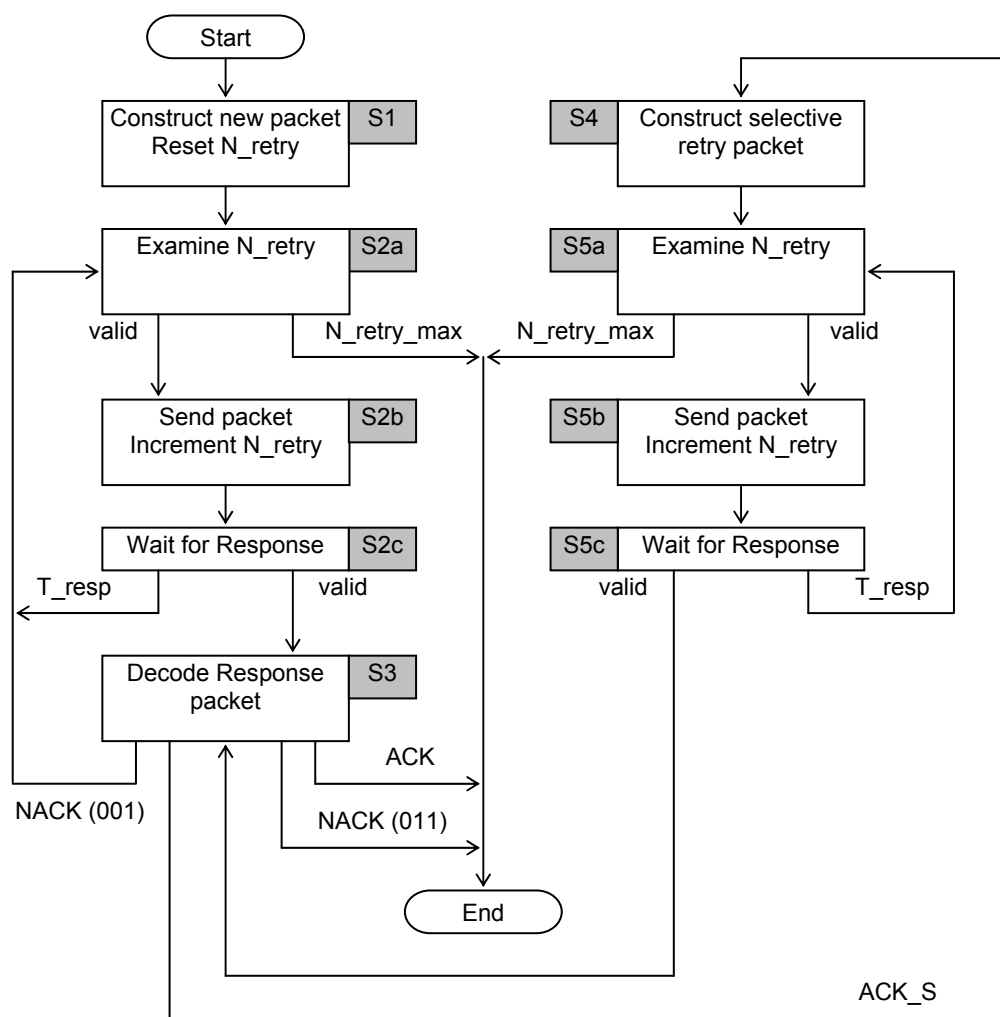 Start
Construct new packet
Reset N_retry
S1
S4
Construct selective
retry packet
Examine N_retry
S2a
S5a
Examine N_retry
valid
N_retry_max
N_retry_max
valid
Send packet
Increment N_retry
S2b
S5b
Send packet
Increment N_retry
Wait for Response
S2c
S5c
Wait for Response
T_resp
valid
valid
T_resp
Decode Response
packet
S3
ACK
NACK (001)
NACK (011)
End
ACK_S